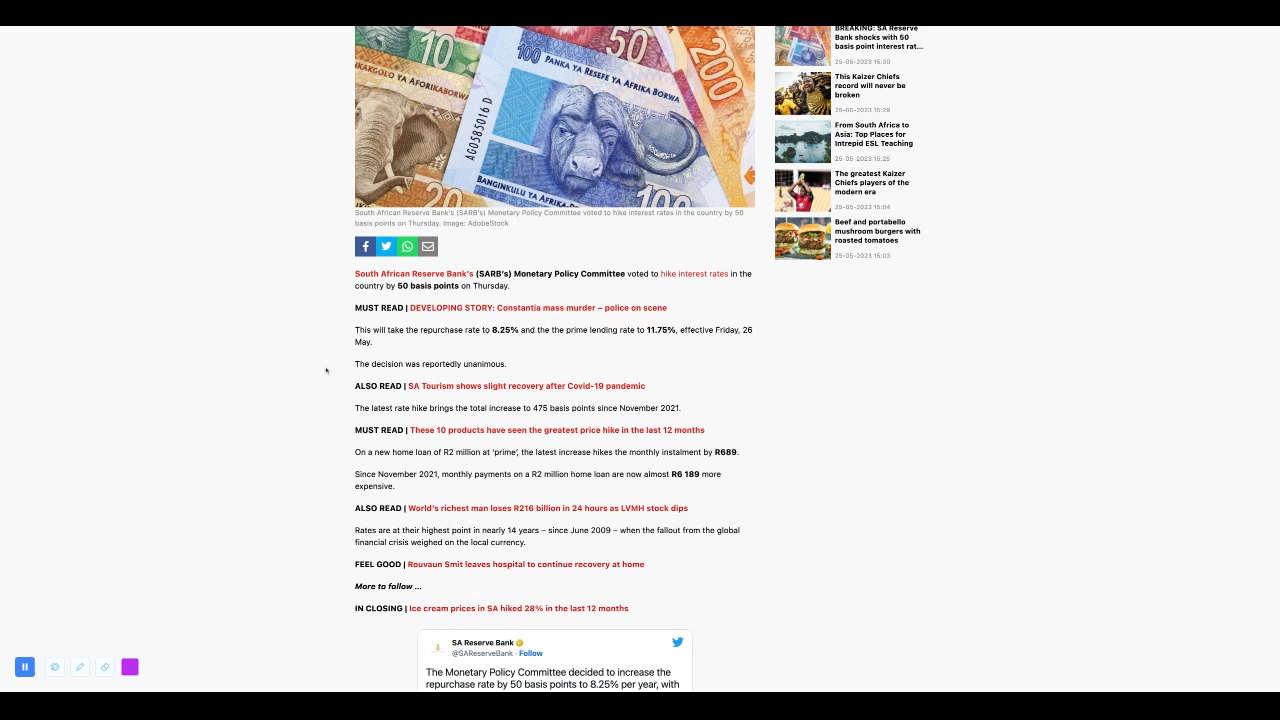 10
50
200
100 PANKA YA RESEFE YA AFRIKA BORWA
AG0585016 D
BANGINKULU YA
20
100
South African Reserve Bank's (SARB's) Monetary Policy Committee voted to hike interest rates in the country by 50
basis points on Thursday. Image: AdobeStock
South African Reserve Bank's (SARB's) Monetary Policy Committee voted to hike interest rates in the
country by 50 basis points on Thursday.
MUST READ | DEVELOPING STORY: Constantia mass murder – police on scene
This will take the repurchase rate to 8.25% and the the prime lending rate to 11.75%, effective Friday, 26
May.
The decision was reportedly unanimous.
ALSO READ | SA Tourism shows slight recovery after Covid-19 pandemic
The latest rate hike brings the total increase to 475 basis points since November 2021.
MUST READ | These 10 products have seen the greatest price hike in the last 12 months
On a new home loan of R2 million at 'prime', the latest increase hikes the monthly instalment by R689.
Since November 2021, monthly payments on a R2 million home loan are now almost R6 189 more
expensive.
ALSO READ | World's richest man loses R216 billion in 24 hours as LVMH stock dips
Rates are at their highest point in nearly 14 years – since June 2009 – when the fallout from the global
financial crisis weighed on the local currency.
FEEL GOOD | Rouvaun Smit leaves hospital to continue recovery at home
More to follow ...
IN CLOSING | Ice cream prices in SA hiked 28% in the last 12 months
SA Reserve Bank
@SAReserveBank · Follow
The Monetary Policy Committee decided to increase the
repurchase rate by 50 basis points to 8.25% per year, with
BREAKING: SA Reserve
Bank shocks with 50
basis point interest rat...
25-05-2023 15:30
This Kaizer Chiefs
record will never be
broken
25-05-2023 15:29
From South Africa to
Asia: Top Places for
Intrepid ESL Teaching
25-05-2023 15:25
The greatest Kaizer
Chiefs players of the
modern era
25-05-2023 15:04
Beef and portabello
mushroom burgers with
roasted tomatoes
25-05-2023 15:03